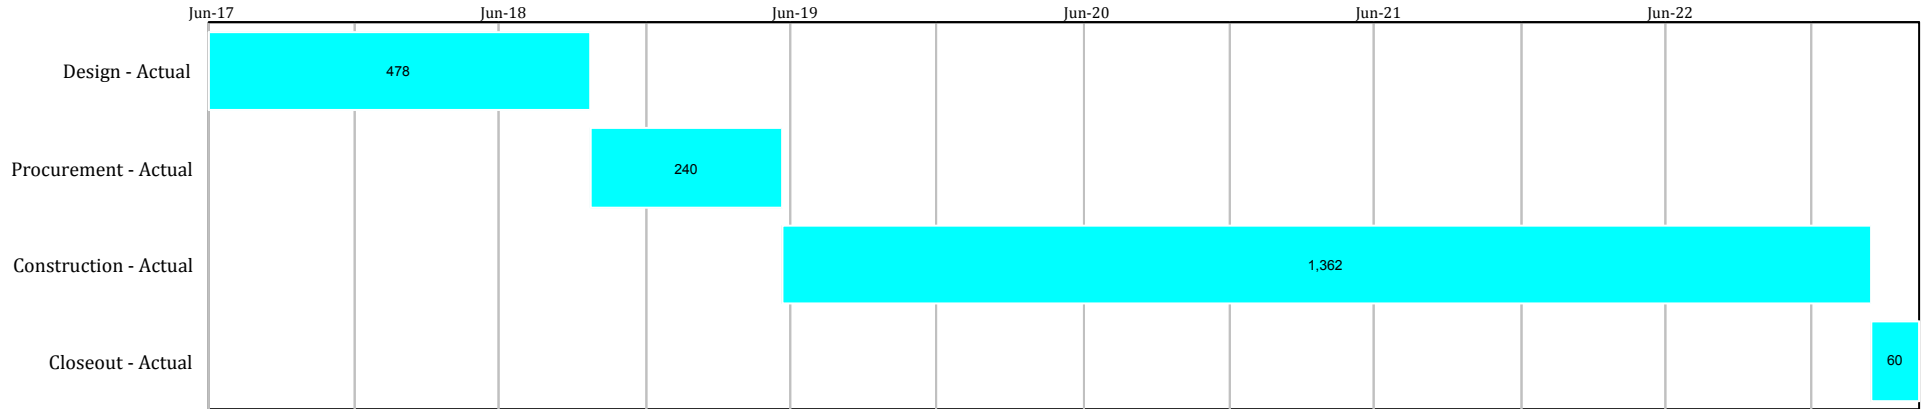 Jun-17 Jun-18 Jun-19 Jun-20 Jun-21 Jun-22
Design - Actual 478
Procurement - Actual 240
Construction - Actual 1,362
Closeout - Actual 60